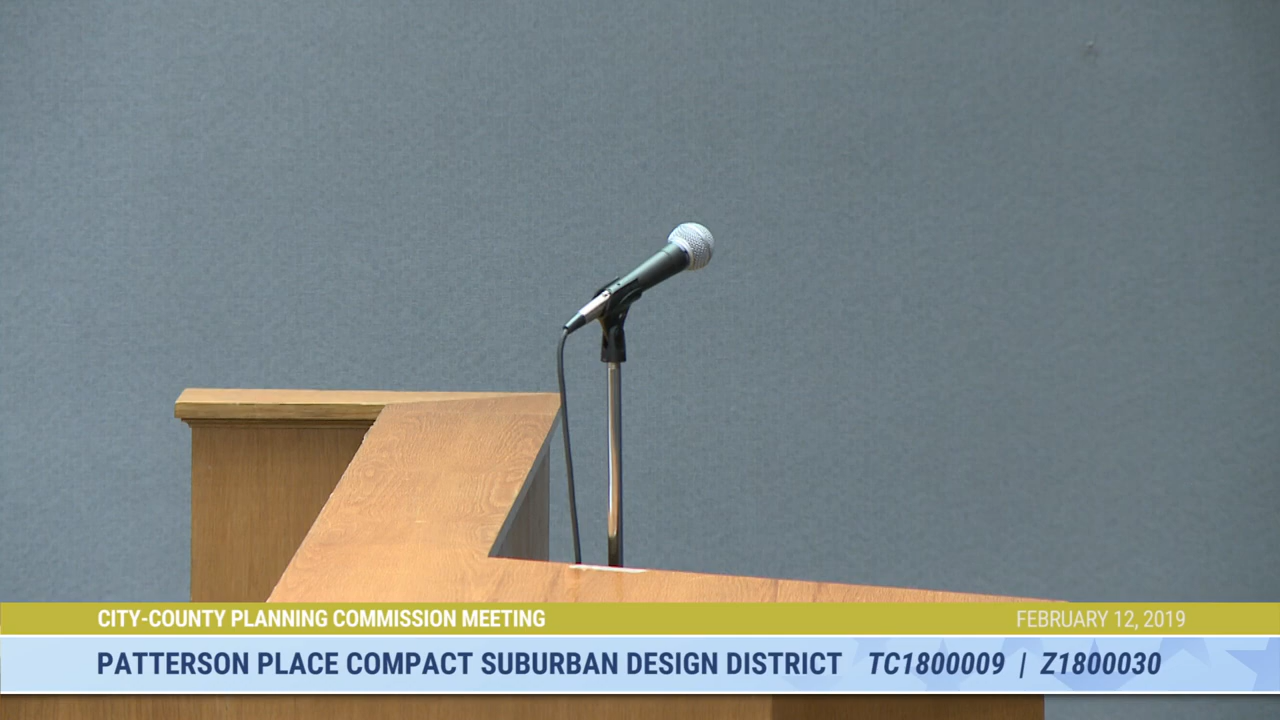 CITY-COUNTY PLANNING COMMISSION MEETING FEBRUARY 12, 2019
PATTERSON PLACE COMPACT SUBURBAN DESIGN DISTRICT TC1800009 | Z1800030